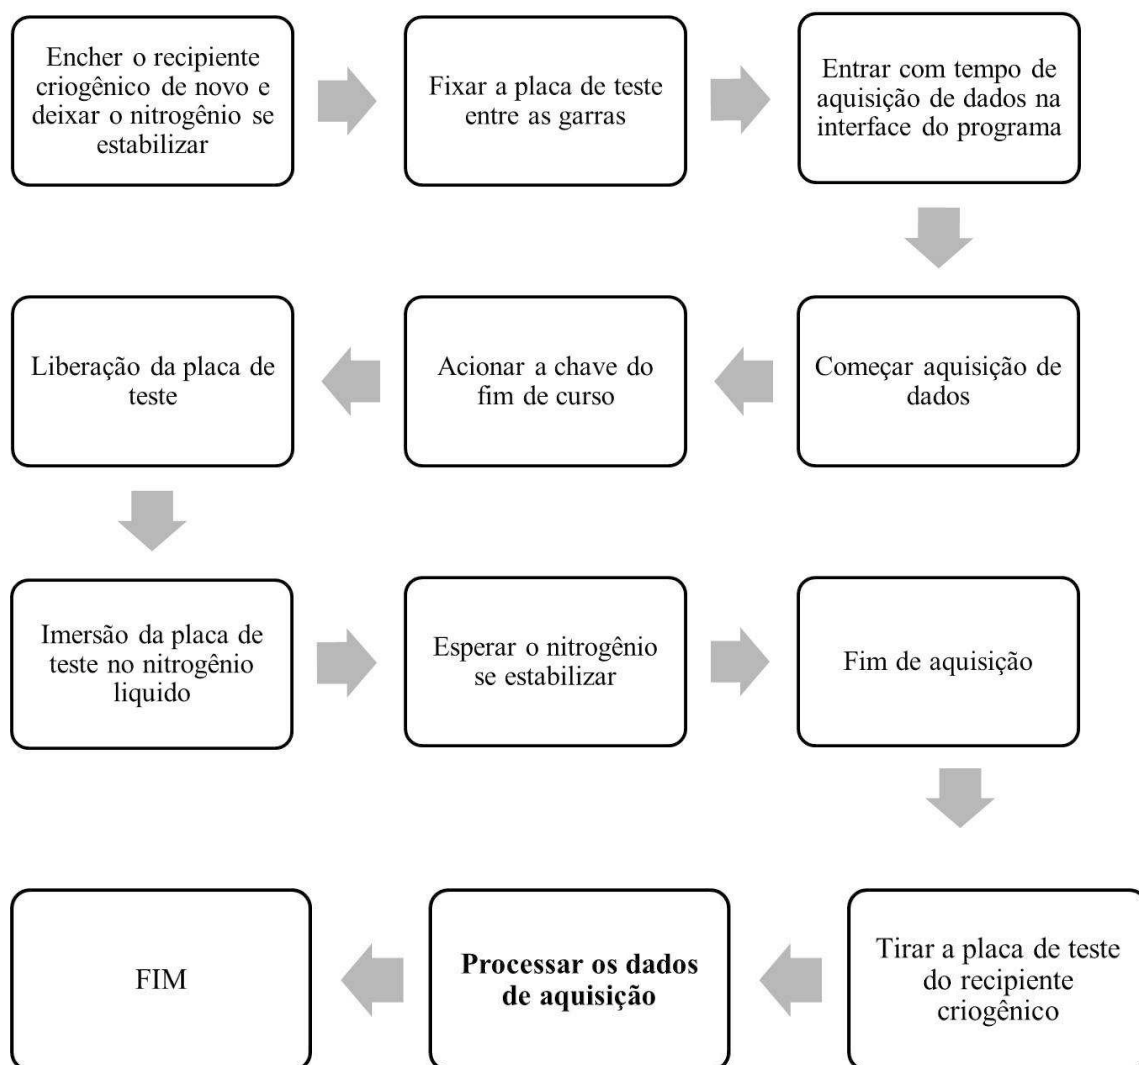 Encher o recipiente
criogênico de novo e
deixar o nitrogênio se
estabilizar
Fixar a placa de teste
entre as garras
Entrar com tempo de
aquisição de dados na
interface do programa
Começar aquisição de
dados
Acionar a chave do
fim de curso
Liberação da placa de
teste
Imersão da placa de
teste no nitrogênio
liquido
Esperar o nitrogênio
se estabilizar
Fim de aquisição
Tirar a placa de teste
do recipiente
criogênico
Processar os dados
de aquisição
FIM